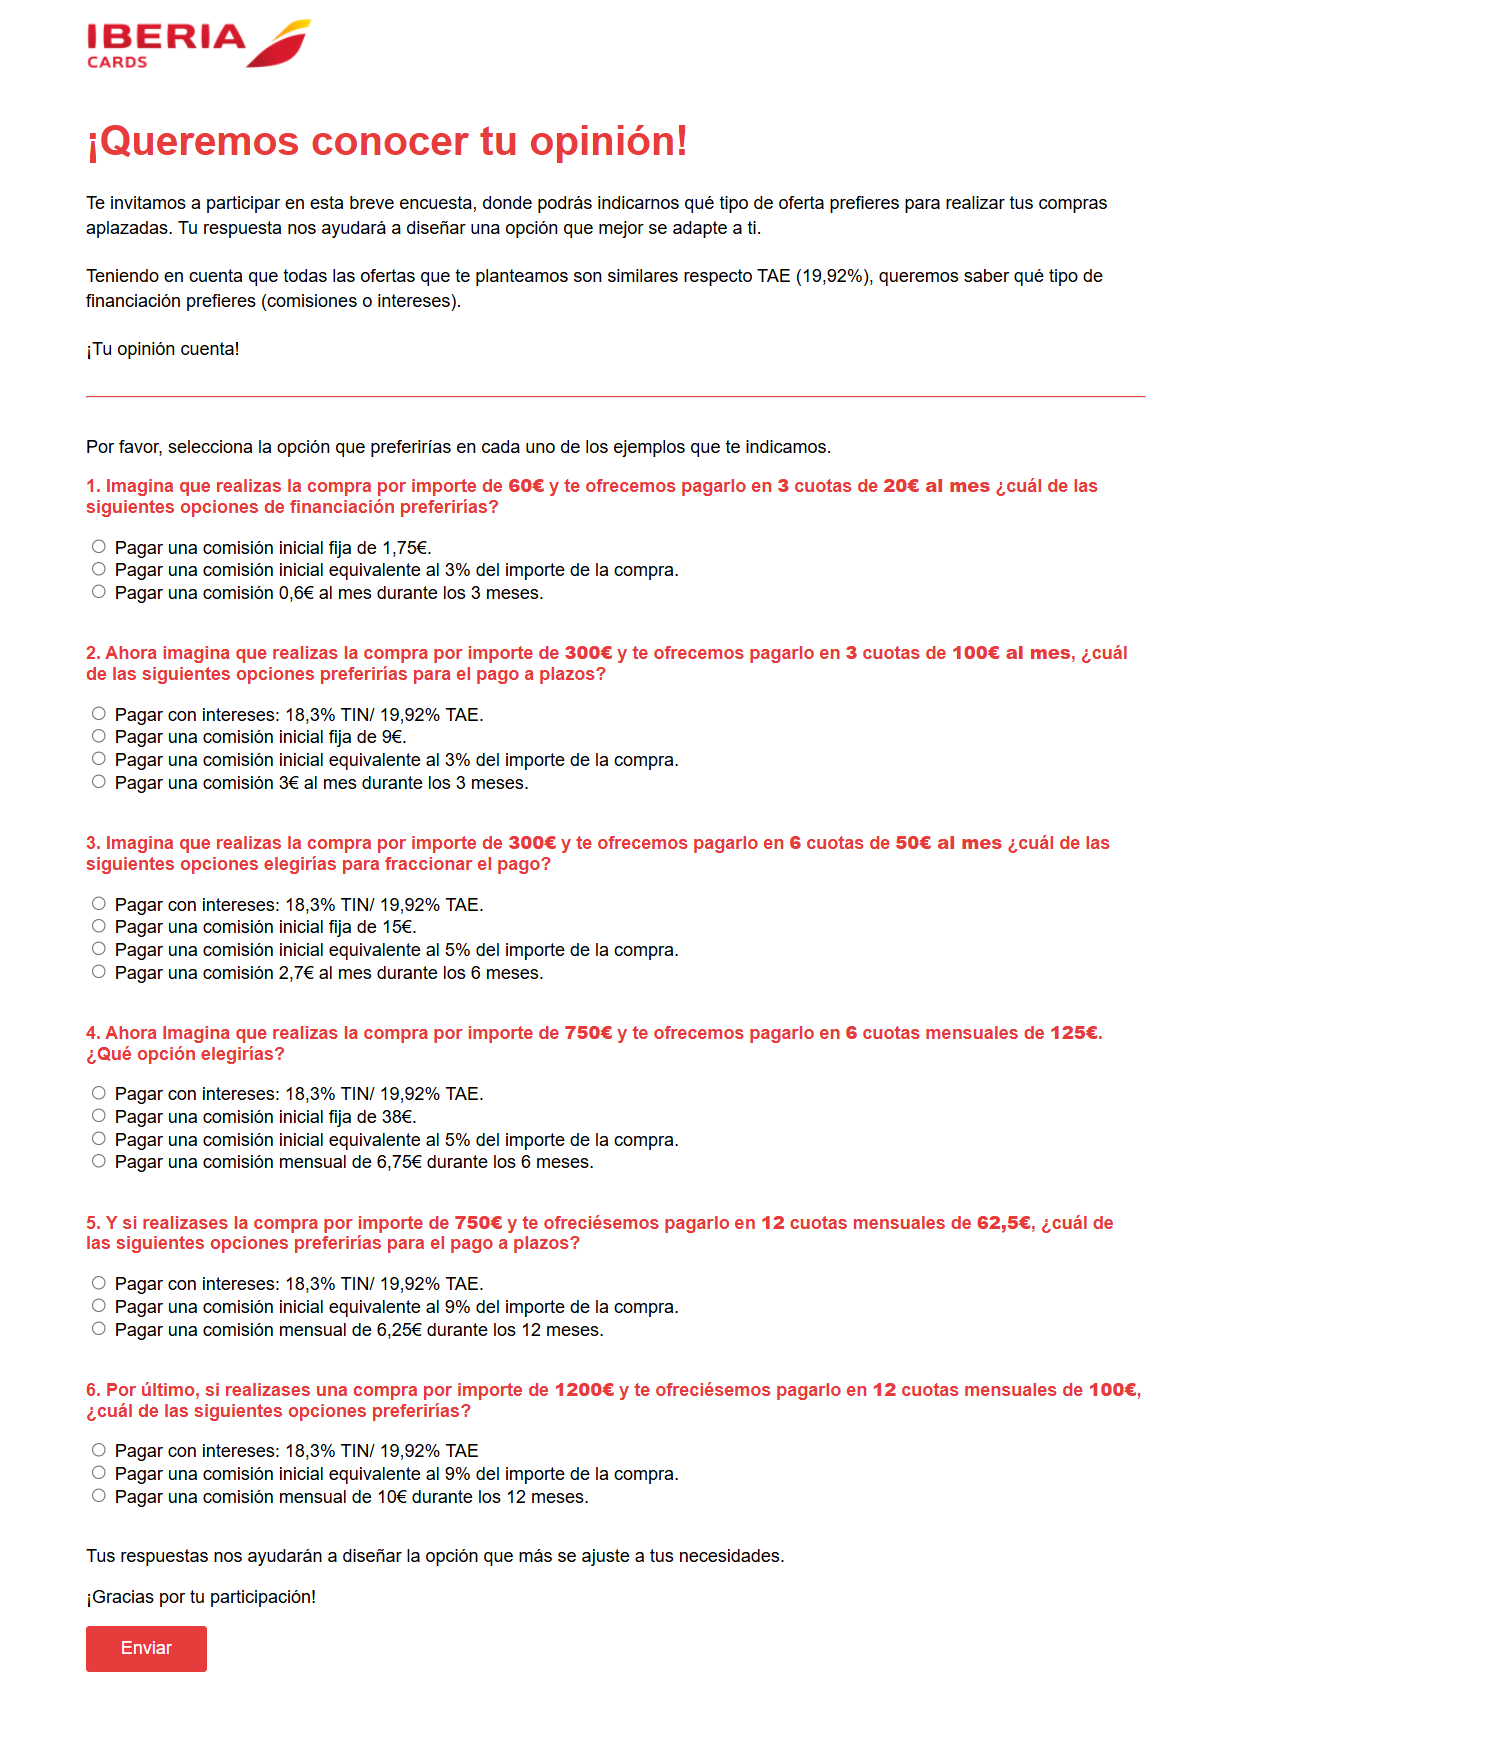 IBERIA
CARDS
¡Queremos conocer tu opinión!
Te invitamos a participar en esta breve encuesta, donde podrás indicarnos qué tipo de oferta prefieres para realizar tus compras
aplazadas. Tu respuesta nos ayudará a diseñar una opción que mejor se adapte a ti.
Teniendo en cuenta que todas las ofertas que te planteamos son similares respecto TAE (19,92%), queremos saber qué tipo de
financiación prefieres (comisiones o intereses).
¡Tu opinión cuenta!
Por favor, selecciona la opción que preferirías en cada uno de los ejemplos que te indicamos.
1. Imagina que realizas la compra por importe de 60€ y te ofrecemos pagarlo en 3 cuotas de 20€ al mes ¿cuál de las
siguientes opciones de financiación preferirías?
Pagar una comisión inicial fija de 1,75€.
Pagar una comisión inicial equivalente al 3% del importe de la compra.
Pagar una comisión 0,6€ al mes durante los 3 meses.
2. Ahora imagina que realizas la compra por importe de 300€ y te ofrecemos pagarlo en 3 cuotas de 100€ al mes, ¿cuál
de las siguientes opciones preferirías para el pago a plazos?
Pagar con intereses: 18,3% TIN/ 19,92% TAE.
Pagar una comisión inicial fija de 9€.
Pagar una comisión inicial equivalente al 3% del importe de la compra.
Pagar una comisión 3€ al mes durante los 3 meses.
3. Imagina que realizas la compra por importe de 300€ y te ofrecemos pagarlo en 6 cuotas de 50€ al mes ¿cuál de las
siguientes opciones elegirías para fraccionar el pago?
Pagar con intereses: 18,3% TIN/ 19,92% TAE.
Pagar una comisión inicial fija de 15€.
Pagar una comisión inicial equivalente al 5% del importe de la compra.
Pagar una comisión 2,7€ al mes durante los 6 meses.
4. Ahora Imagina que realizas la compra por importe de 750€ y te ofrecemos pagarlo en 6 cuotas mensuales de 125€.
¿Qué opción elegirías?
Pagar con intereses: 18,3% TIN/ 19,92% TAE.
Pagar una comisión inicial fija de 38€.
Pagar una comisión inicial equivalente al 5% del importe de la compra.
Pagar una comisión mensual de 6,75€ durante los 6 meses.
5. Y si realizases la compra por importe de 750€ y te ofreciésemos pagarlo en 12 cuotas mensuales de 62,5€, ¿cuál de
las siguientes opciones preferirías para el pago a plazos?
Pagar con intereses: 18,3% TIN/ 19,92% TAE.
Pagar una comisión inicial equivalente al 9% del importe de la compra.
Pagar una comisión mensual de 6,25€ durante los 12 meses.
6. Por último, si realizases una compra por importe de 1200€ y te ofreciésemos pagarlo en 12 cuotas mensuales de 100€,
¿cuál de las siguientes opciones preferirías?
Pagar con intereses: 18,3% TIN/ 19,92% TAE
Pagar una comisión inicial equivalente al 9% del importe de la compra.
Pagar una comisión mensual de 10€ durante los 12 meses.
Tus respuestas nos ayudarán a diseñar la opción que más se ajuste a tus necesidades.
¡Gracias por tu participación!
Enviar